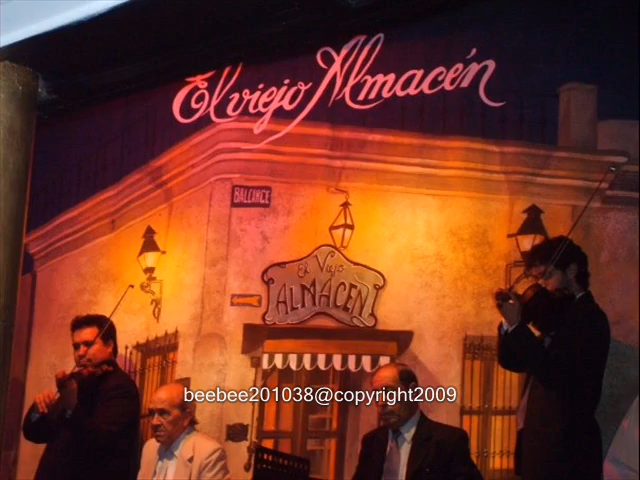 El viejo Almacén
BALCARCE
El Viejo
ALMACEN
beebee201038@copyright2009